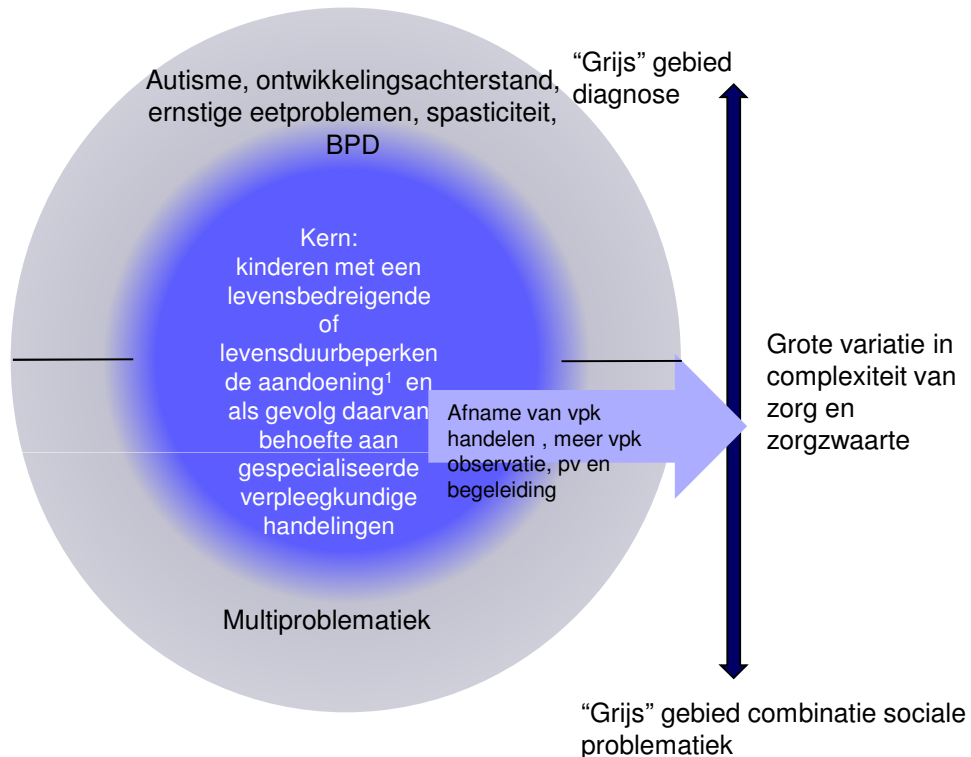 “Grijs” gebied
diagnose
Autisme, ontwikkelingsachterstand,
ernstige eetproblemen, spasticiteit,
BPD
Kern:
kinderen met een
levensbedreigende
of
levensduurbeperken
de aandoening¹ en
als gevolg daarvan
behoefte aan
gespecialiseerde
verpleegkundige
handelingen
Afname van vpk
handelen , meer vpk
observatie, pv en
begeleiding
Grote variatie in
complexiteit van
zorg en
zorgzwaarte
Multiproblematiek
“Grijs” gebied combinatie sociale
problematiek